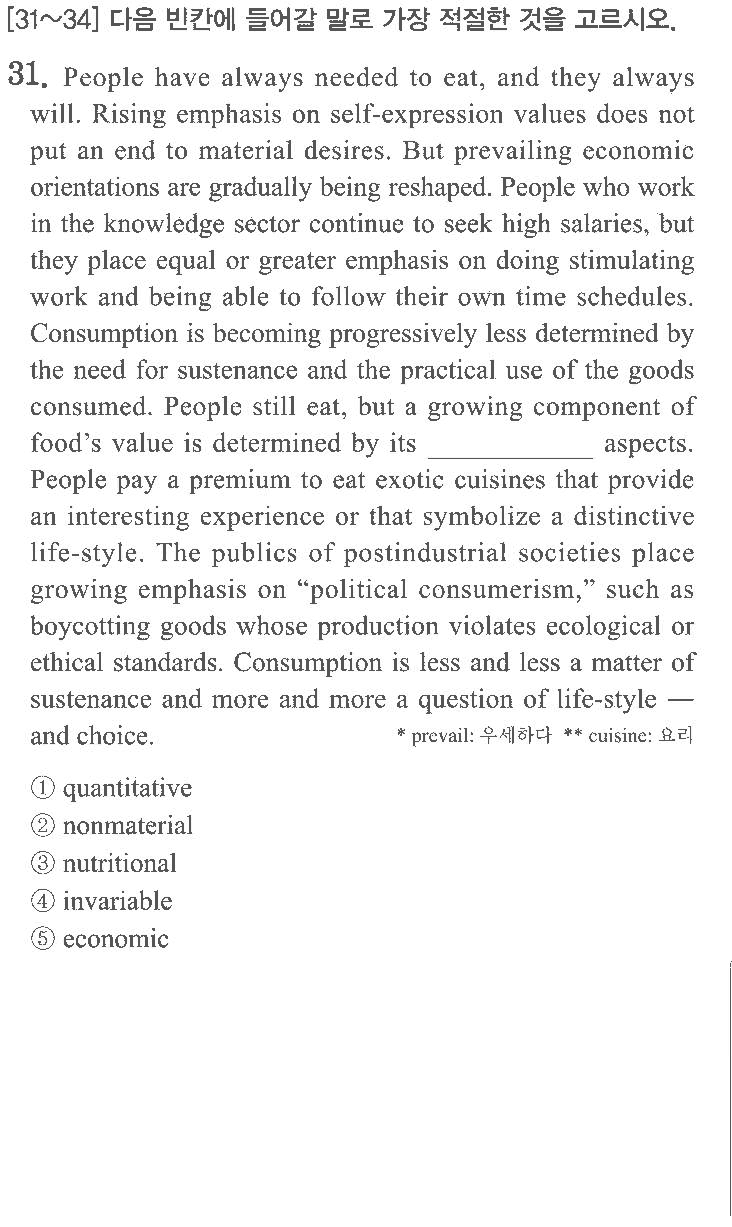 [31～34] 다음 빈칸에 들어갈 말로 가장 적절한 것을 고르시오.
31. People have always needed to eat, and they always
will. Rising emphasis on self-expression values does not
put an end to material desires. But prevailing economic
orientations are gradually being reshaped. People who work
in the knowledge sector continue to seek high salaries, but
they place equal or greater emphasis on doing stimulating
work and being able to follow their own time schedules.
Consumption is becoming progressively less determined by
the need for sustenance and the practical use of the goods
consumed. People still eat, but a growing component of
food's value is determined by its ____________ aspects.
People pay a premium to eat exotic cuisines that provide
an interesting experience or that symbolize a distinctive
life-style. The publics of postindustrial societies place
growing emphasis on “political consumerism,” such as
boycotting goods whose production violates ecological or
ethical standards. Consumption is less and less a matter of
sustenance and more and more a question of life-style —
and choice. * prevail: 우세하다 ** cuisine: 요리
① quantitative
② nonmaterial
③ nutritional
④ invariable
⑤ economic